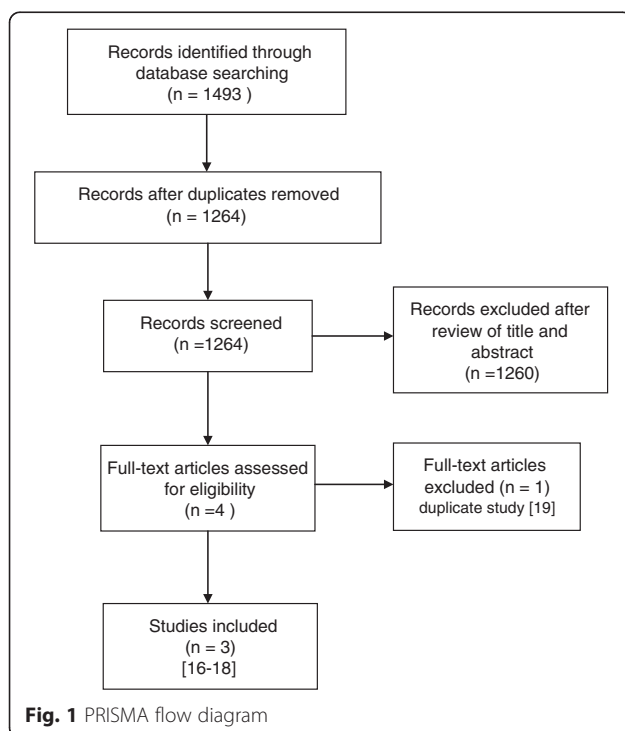 Records identified through
database searching
(n = 1493 )
Records after duplicates removed
(n = 1264)
Records screened
(n =1264)
Records excluded after
review of title and
abstract
(n =1260)
Full-text articles assessed
for eligibility
(n =4 )
Full-text articles
excluded (n = 1)
duplicate study [19]
Studies included
(n = 3)
[16-18]
Fig. 1 PRISMA flow diagram